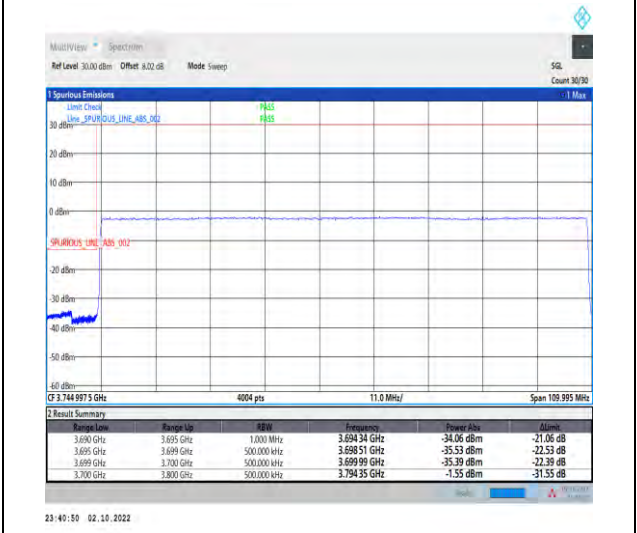 MultiView Spectrum
Ref Level 30.00 dBm Offset 8.02 dB Mode Sweep SGL
Count 30/30
1 Spurious Emissions 1 Max
Limit Check PASS
Line _SPURIOUS_LINE_ABS_002 PASS
30 dBm
20 dBm
10 dBm
0 dBm
SPURIOUS_LINE_ABS_002
-20 dBm
-30 dBm
-40 dBm
-50 dBm
-60 dBm
CF 3.744 997 5 GHz 4004 pts 11.0 MHz/ Span 109.995 MHz
2 Result Summary
Range Low Range Up RBW Frequency Power Abs ΔLimit
3.690 GHz 3.695 GHz 1.000 MHz 3.694 34 GHz -34.06 dBm -21.06 dB
3.695 GHz 3.699 GHz 500.000 kHz 3.698 51 GHz -35.53 dBm -22.53 dB
3.699 GHz 3.700 GHz 500.000 kHz 3.699 99 GHz -35.39 dBm -22.39 dB
3.700 GHz 3.800 GHz 500.000 kHz 3.794 35 GHz -1.55 dBm -31.55 dB
23:40:50 02.10.2022